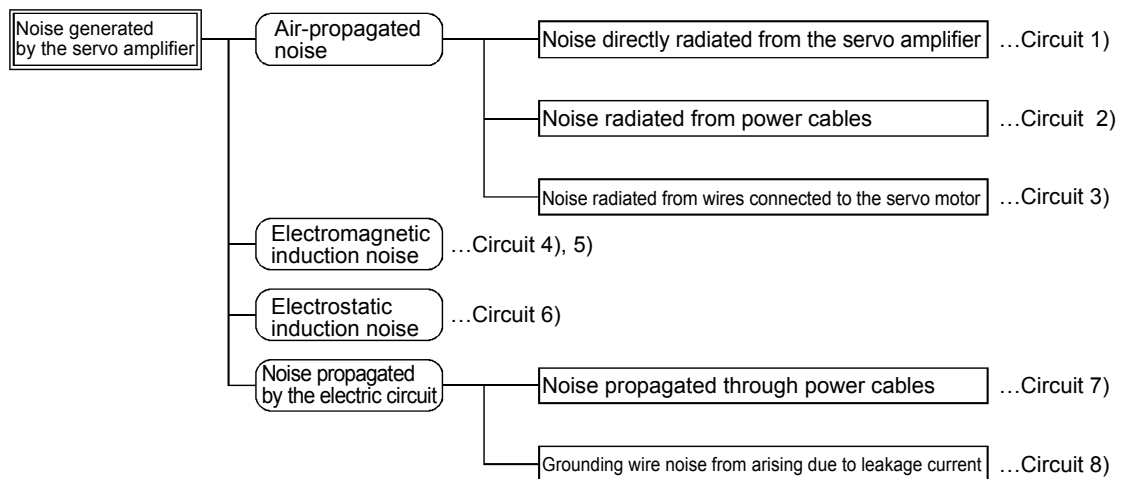 Noise generated
by the servo amplifier
Air-propagated
noise
Noise directly radiated from the servo amplifier
…Circuit 1)
Noise radiated from power cables
…Circuit 2)
Noise radiated from wires connected to the servo motor
…Circuit 3)
Electromagnetic
induction noise
…Circuit 4), 5)
Electrostatic
induction noise
…Circuit 6)
Noise propagated
by the electric circuit
Noise propagated through power cables
…Circuit 7)
Grounding wire noise from arising due to leakage current
…Circuit 8)